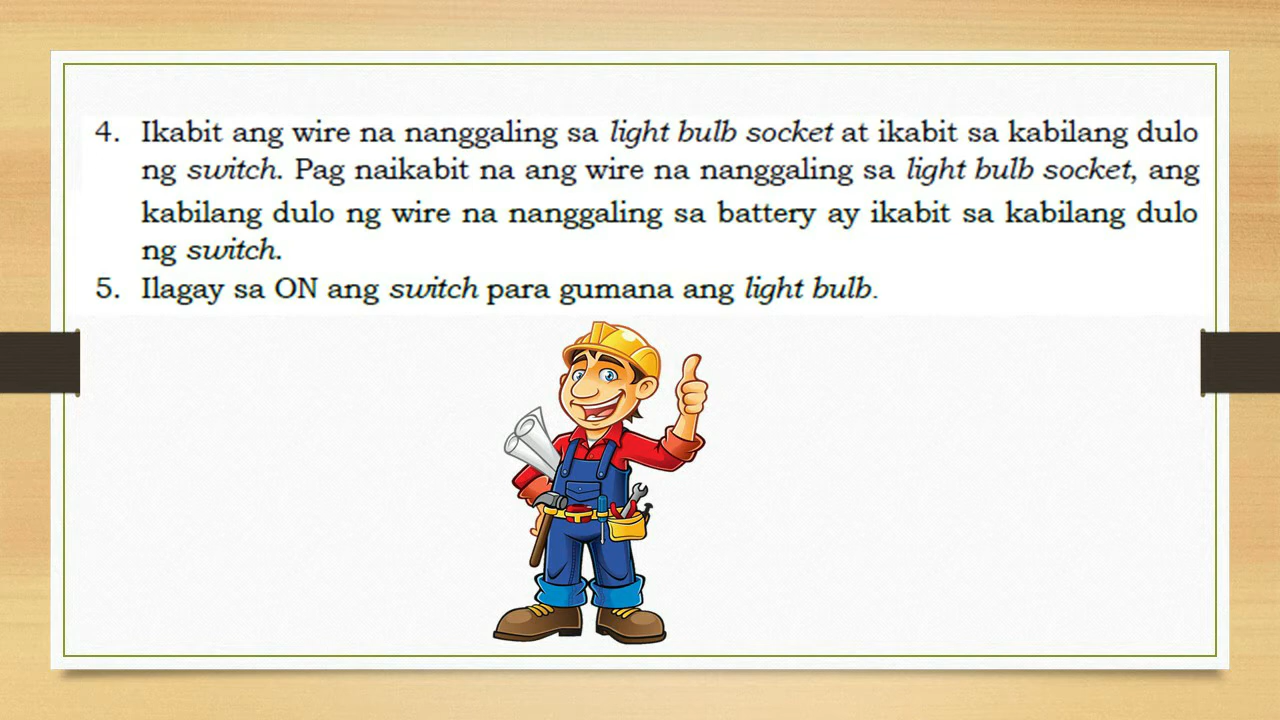 4. Ikabit ang wire na nanggaling sa light bulb socket at ikabit sa kabilang dulo
ng switch. Pag naikabit na ang wire na nanggaling sa light bulb socket, ang
kabilang dulo ng wire na nanggaling sa battery ay ikabit sa kabilang dulo
ng switch.
5. Ilagay sa ON ang switch para gumana ang light bulb.